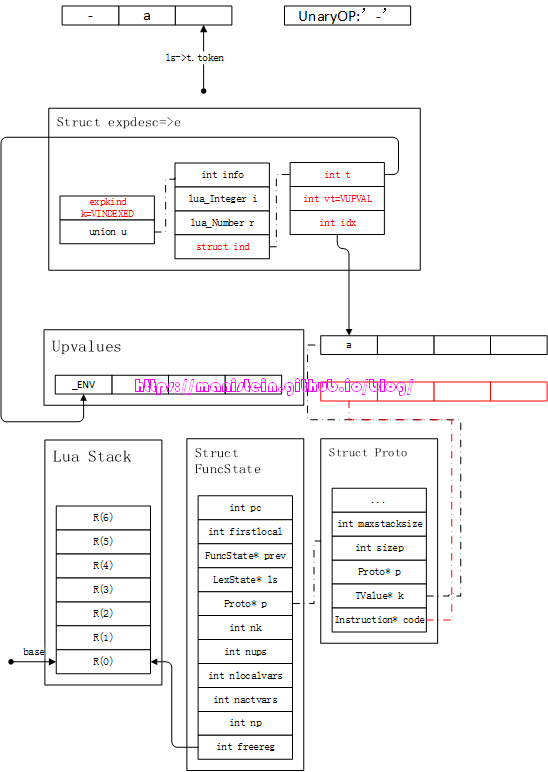 - a
UnaryOP:’ -’
ls->t.token
Struct expdesc=>e
expkind
k=VINDEXED
union u
int info
lua_Integer i
lua_Number r
struct ind
int t
int vt=VUPVAL
int idx
Upvalues
_ENV
a
https://manistein.github.io/blog/
Lua Stack
R(6)
R(5)
R(4)
R(3)
R(2)
R(1)
R(0)
base
Struct
FuncState
int pc
int firstlocal
FuncState* prev
LexState* ls
Proto* p
int nk
int nups
int nlocalvars
int nactvars
int np
int freereg
Struct Proto
...
int maxstacksize
int sizep
Proto* p
TValue* k
Instruction* code